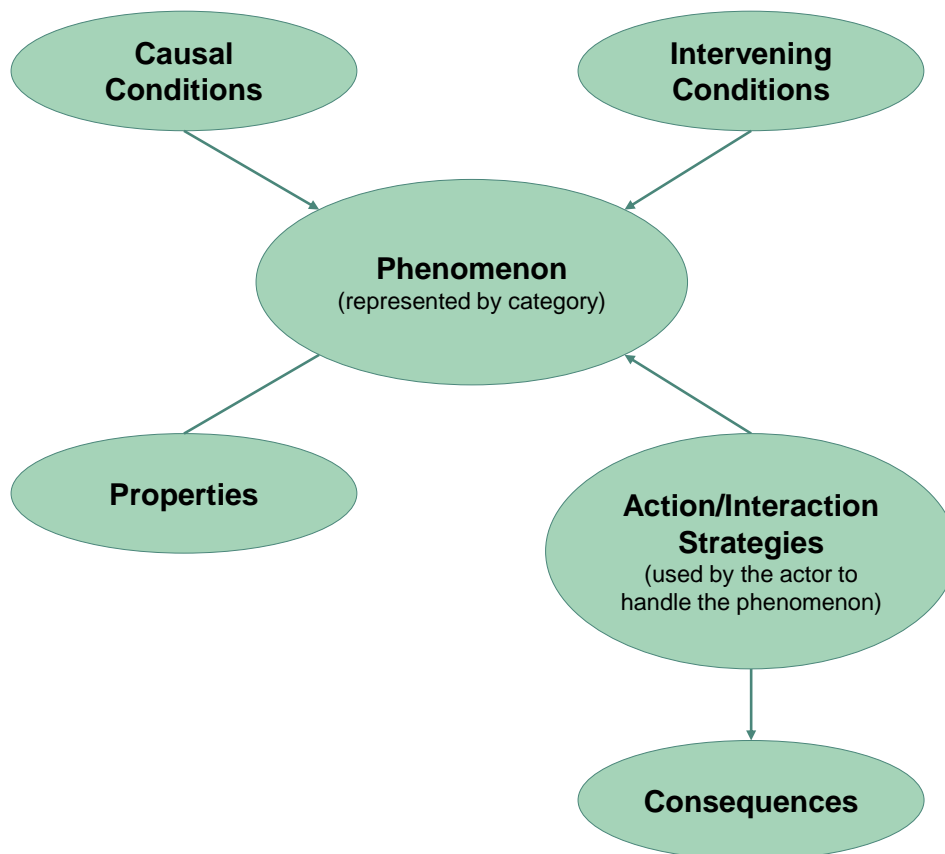 Causal
Conditions
Intervening
Conditions
Phenomenon
(represented by category)
Properties
Action/Interaction
Strategies
(used by the actor to
handle the phenomenon)
Consequences